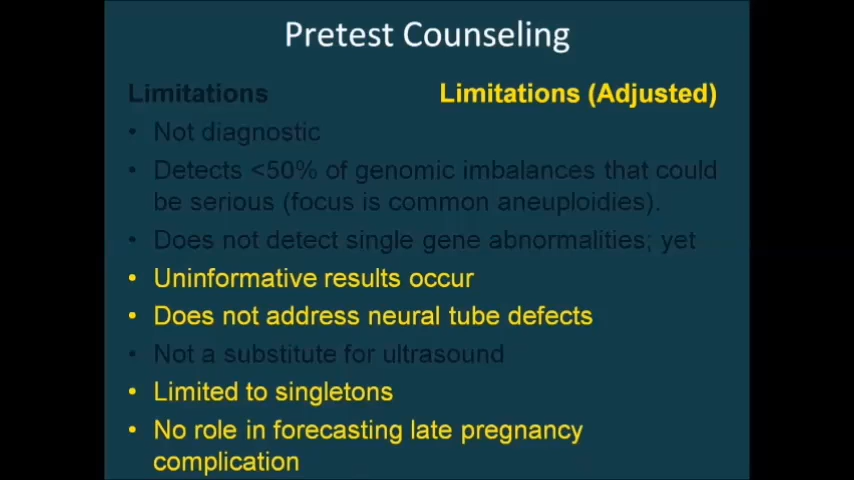 Pretest Counseling
Limitations
Limitations (Adjusted)
• Not diagnostic
• Detects <50% of genomic imbalances that could
be serious (focus is common aneuploidies).
• Does not detect single gene abnormalities; yet
• Uninformative results occur
• Does not address neural tube defects
• Not a substitute for ultrasound
• Limited to singletons
• No role in forecasting late pregnancy
complication